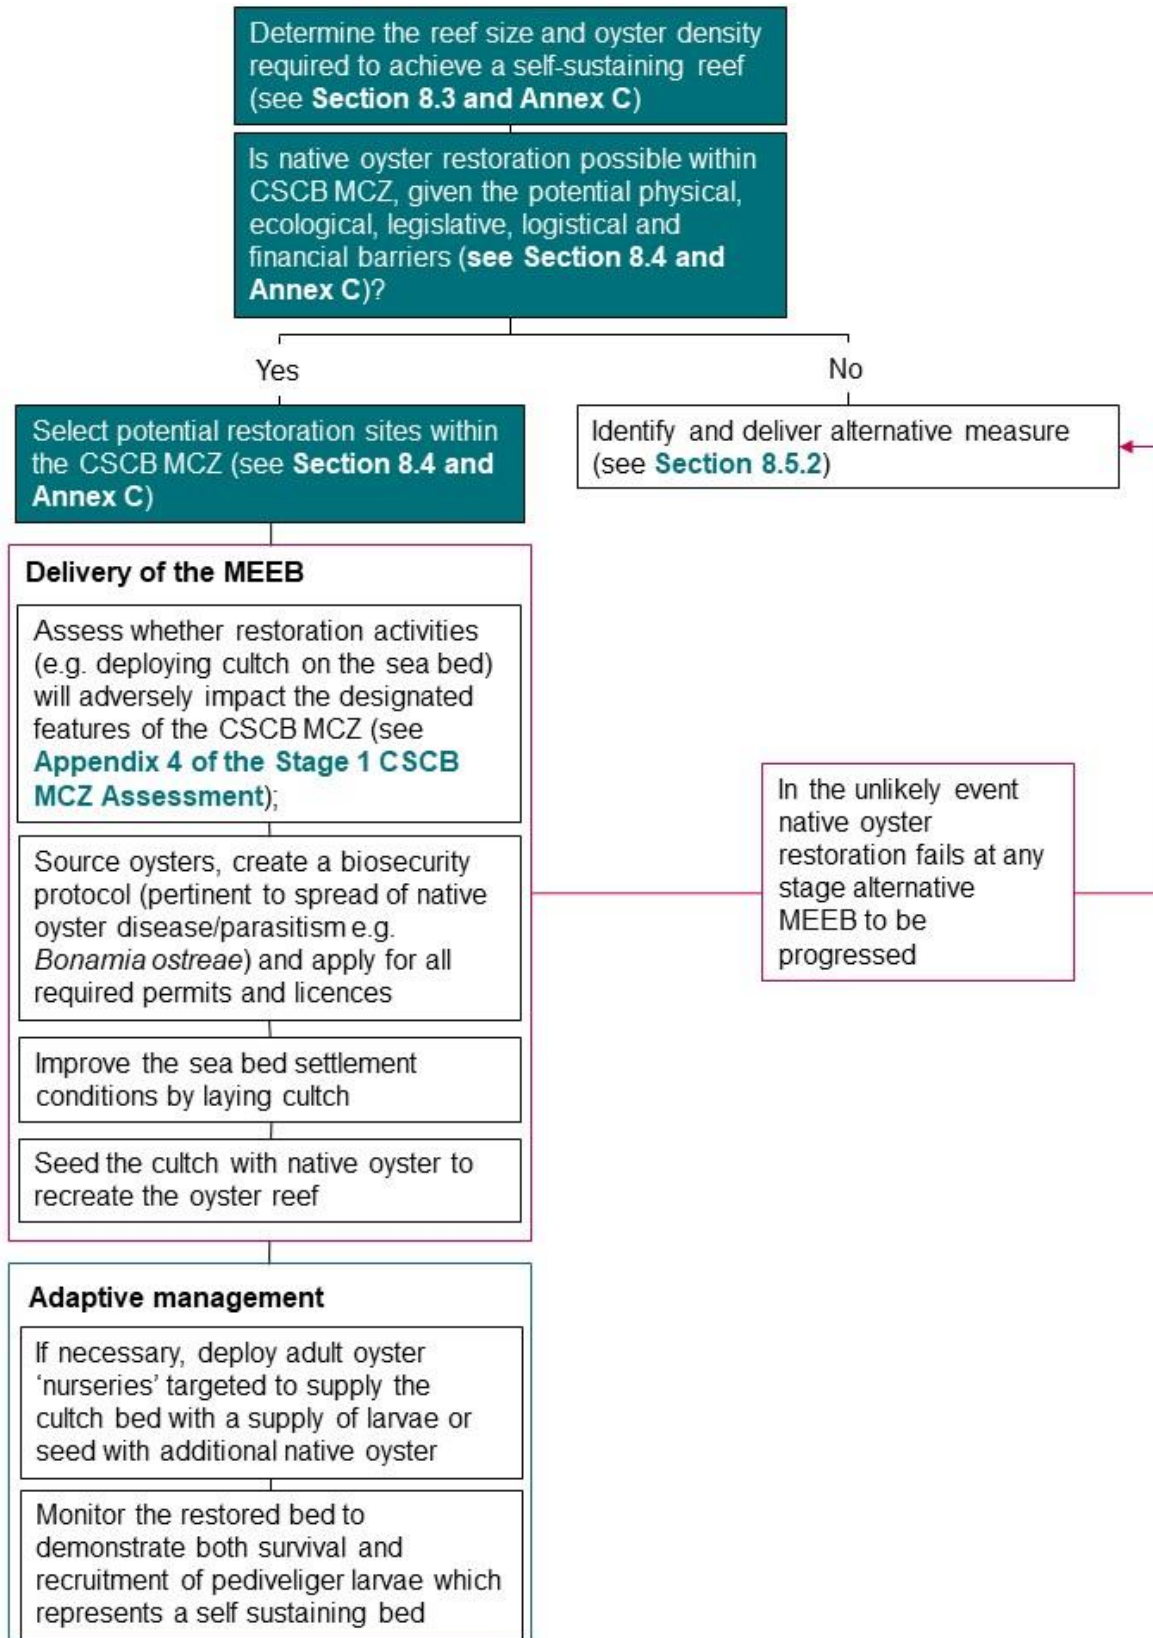 Determine the reef size and oyster density
required to achieve a self-sustaining reef
(see Section 8.3 and Annex C)
Is native oyster restoration possible within
CSCB MCZ, given the potential physical,
ecological, legislative, logistical and
financial barriers (see Section 8.4 and
Annex C)?
Yes
No
Select potential restoration sites within
the CSCB MCZ (see Section 8.4 and
Annex C)
Identify and deliver alternative measure
(see Section 8.5.2)
Delivery of the MEEB
Assess whether restoration activities
(e.g. deploying cultch on the sea bed)
will adversely impact the designated
features of the CSCB MCZ (see
Appendix 4 of the Stage 1 CSCB
MCZ Assessment);
Source oysters, create a biosecurity
protocol (pertinent to spread of native
oyster disease/parasitism e.g.
Bonamia ostreae) and apply for all
required permits and licences
Improve the sea bed settlement
conditions by laying cultch
Seed the cultch with native oyster to
recreate the oyster reef
In the unlikely event
native oyster
restoration fails at any
stage alternative
MEEB to be
progressed
Adaptive management
If necessary, deploy adult oyster
‘nurseries’ targeted to supply the
cultch bed with a supply of larvae or
seed with additional native oyster
Monitor the restored bed to
demonstrate both survival and
recruitment of pediveliger larvae which
represents a self sustaining bed